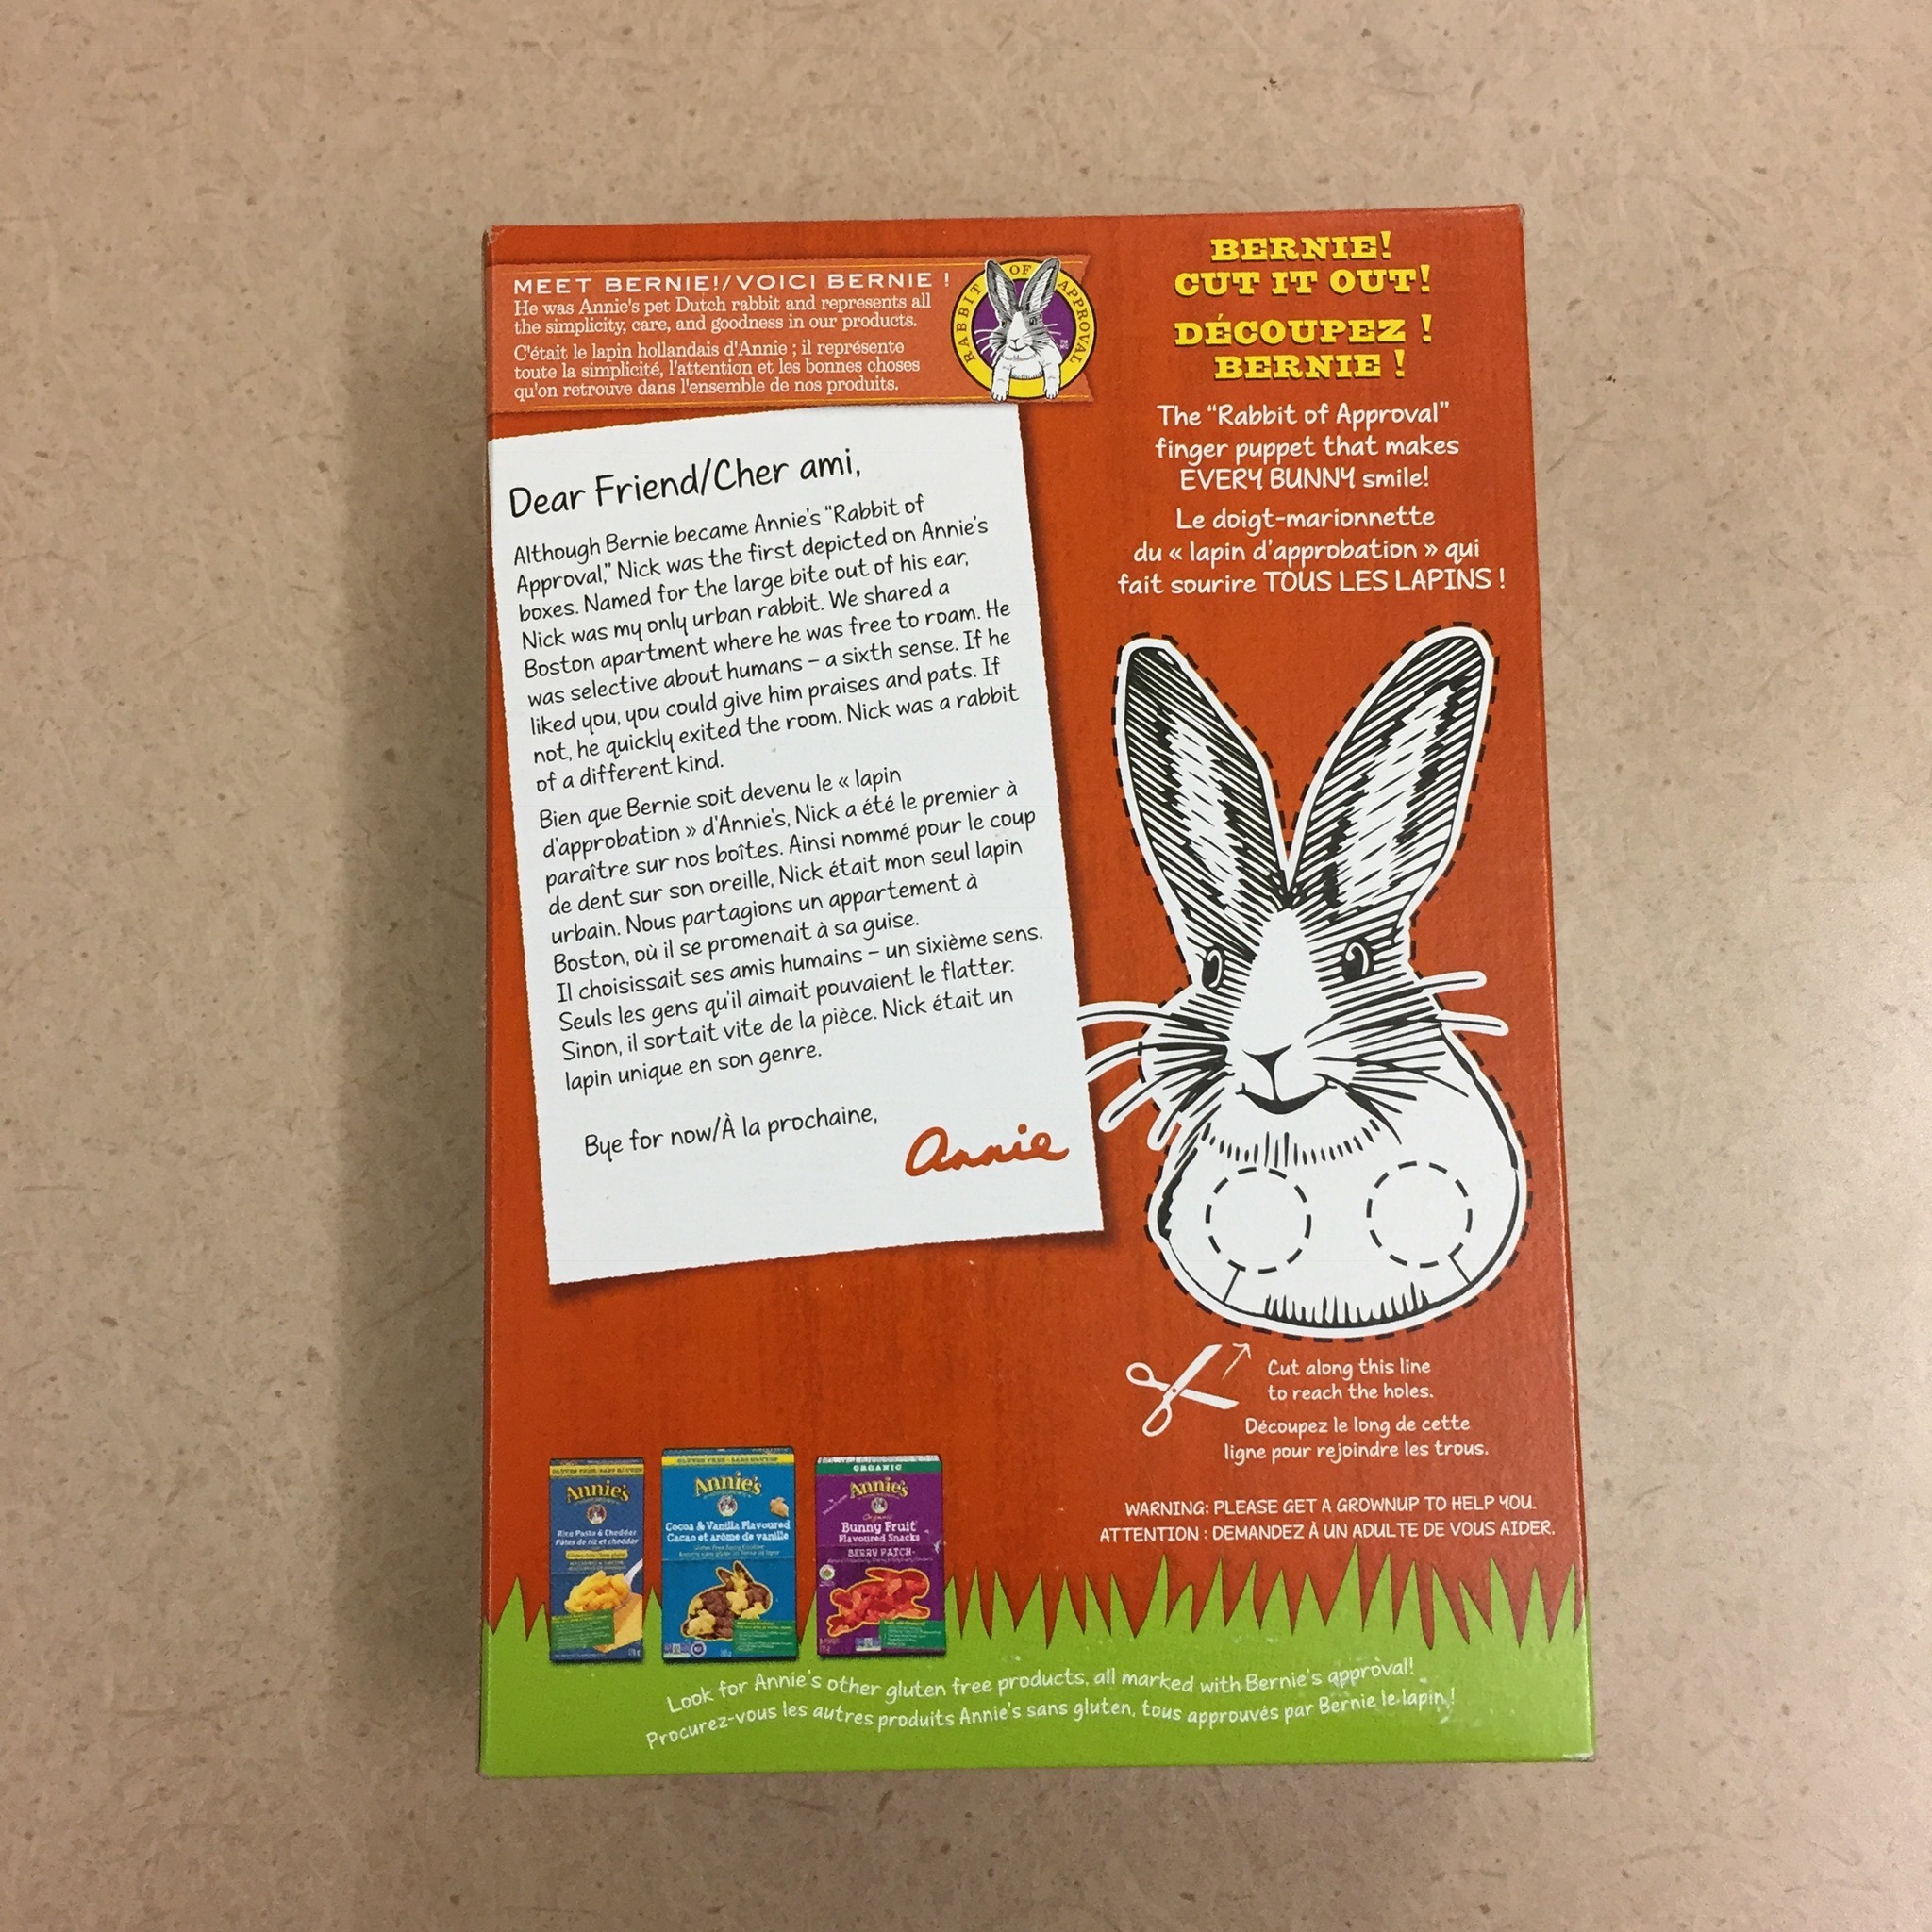 MEET BERNIE!/VOICI BERNIE !
He was Annie's pet Dutch rabbit and represents all
the simplicity, care, and goodness in our products.
C'était le lapin hollandais d'Annie ; il représente
toute la simplicité, l'attention et les bonnes choses
qu'on retrouve dans l'ensemble de nos produits.
RABBIT OF APPROVAL
Dear Friend/Cher ami,
Although Bernie became Annie's "Rabbit of
Approval," Nick was the first depicted on Annie's
boxes. Named for the large bite out of his ear,
Nick was my only urban rabbit. We shared a
Boston apartment where he was free to roam. He
was selective about humans – a sixth sense. If he
liked you, you could give him praises and pats. If
not, he quickly exited the room. Nick was a rabbit
of a different kind.
Bien que Bernie soit devenu le « lapin
d'approbation » d'Annie's, Nick a été le premier à
paraître sur nos boîtes. Ainsi nommé pour le coup
de dent sur son oreille, Nick était mon seul lapin
urbain. Nous partagions un appartement à
Boston, où il se promenait à sa guise.
Il choisissait ses amis humains – un sixième sens.
Seuls les gens qu'il aimait pouvaient le flatter.
Sinon, il sortait vite de la pièce. Nick était un
lapin unique en son genre.
Bye for now/À la prochaine,
Annie
BERNIE!
CUT IT OUT!
DÉCOUPEZ !
BERNIE !
The "Rabbit of Approval"
finger puppet that makes
EVERY BUNNY smile!
Le doigt-marionnette
du « lapin d'approbation » qui
fait sourire TOUS LES LAPINS !
Cut along this line
to reach the holes.
Découpez le long de cette
ligne pour rejoindre les trous.
WARNING: PLEASE GET A GROWNUP TO HELP YOU.
ATTENTION : DEMANDEZ À UN ADULTE DE VOUS AIDER.
GLUTEN FREE · SANS GLUTEN
Annie's
Rice Pasta & Cheddar
Pâtes de riz et cheddar
GLUTEN FREE · SANS GLUTEN
Annie's
Cocoa & Vanilla Flavoured
Cacao et arôme de vanille
ORGANIC
Annie's
Organic
Bunny Fruit
Flavoured Snacks
BERRY PATCH
Look for Annie's other gluten free products, all marked with Bernie's approval!
Procurez-vous les autres produits Annie's sans gluten, tous approuvés par Bernie le lapin !